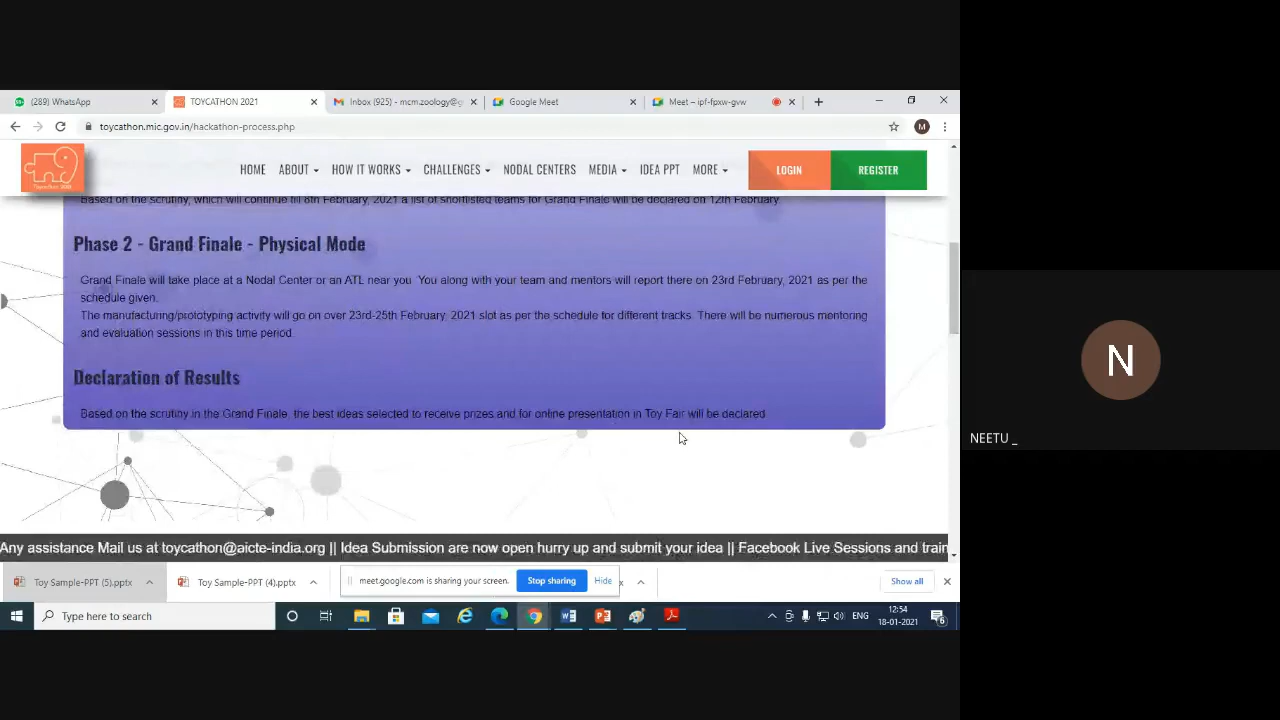 (289) WhatsApp
TOYCATHON 2021
Inbox (925) - mcm.zoology@g
Google Meet
Meet – ipf-fpxw-gvw
toycathon.mic.gov.in/hackathon-process.php
M
HOME ABOUT HOW IT WORKS CHALLENGES NODAL CENTERS MEDIA IDEA PPT MORE LOGIN REGISTER
Based on the scrutiny, which will continue till 8th February, 2021 a list of shortlisted teams for Grand Finale will be declared on 12th February.
Phase 2 - Grand Finale - Physical Mode
Grand Finale will take place at a Nodal Center or an ATL near you. You along with your team and mentors will report there on 23rd February, 2021 as per the
schedule given.
The manufacturing/prototyping activity will go on over 23rd-25th February, 2021 slot as per the schedule for different tracks. There will be numerous mentoring
and evaluation sessions in this time period.
Declaration of Results
Based on the scrutiny in the Grand Finale, the best ideas selected to receive prizes and for online presentation in Toy Fair will be declared
Any assistance Mail us at toycathon@aicte-india.org || Idea Submission are now open hurry up and submit your idea || Facebook Live Sessions and train
Toy Sample-PPT (5).pptx
Toy Sample-PPT (4).pptx
meet.google.com is sharing your screen.
Stop sharing
Hide
x
Show all
Type here to search
ENG
12:54
18-01-2021
6
N
NEETU _